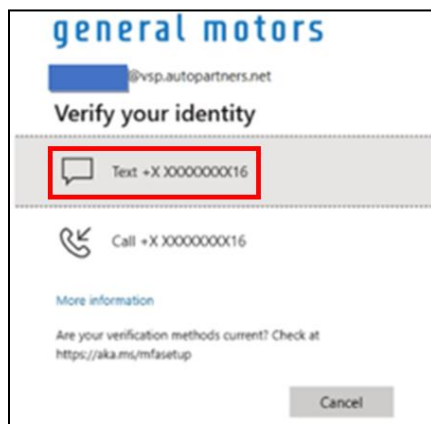 general motors
@vsp.autopartners.net
Verify your identity
Text +X XXXXXXXX16
Call +X XXXXXXXX16
More information
Are your verification methods current? Check at
https://aka.ms/mfasetup
Cancel